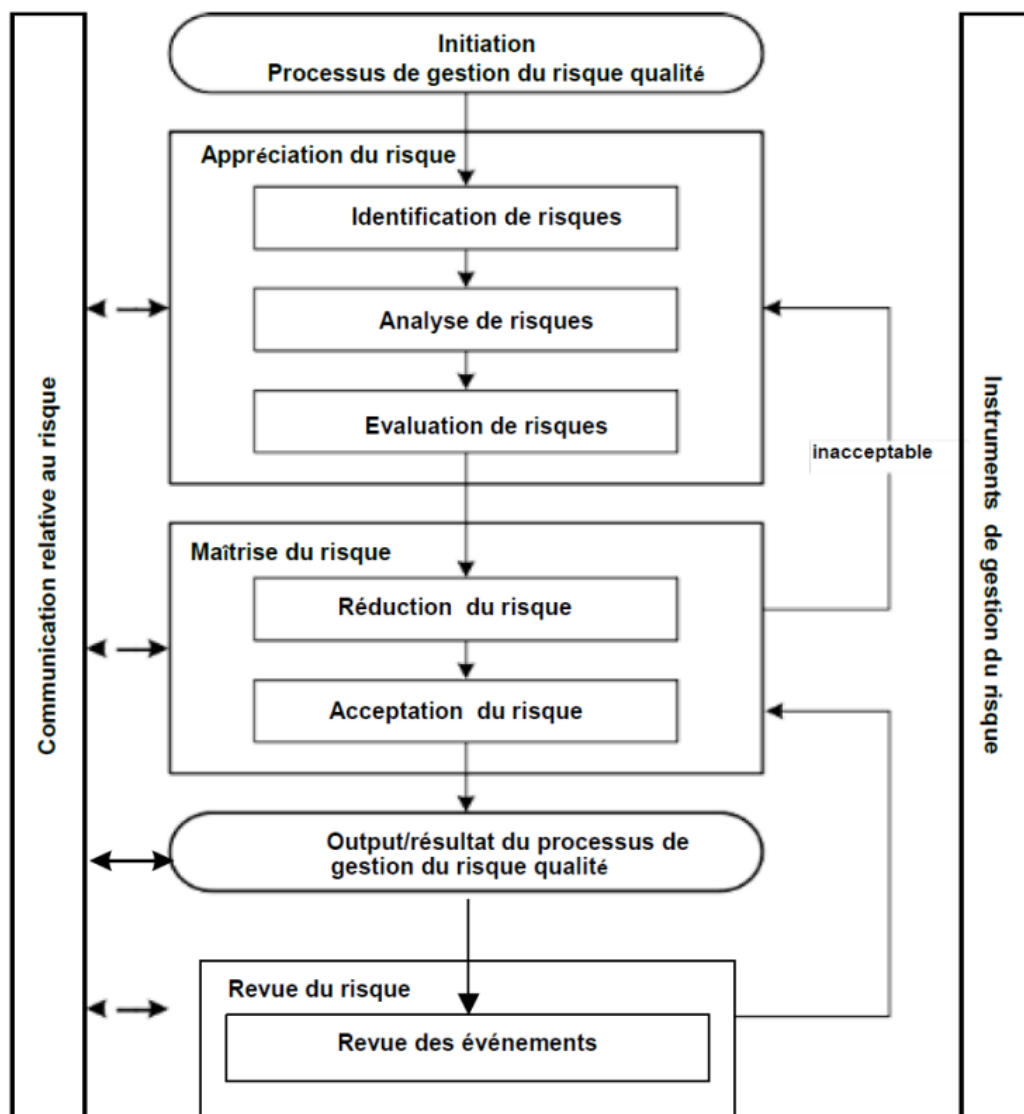 Initiation
Processus de gestion du risque qualité
Appréciation du risque
Identification de risques
Analyse de risques
Evaluation de risques
inacceptable
Maîtrise du risque
Réduction du risque
Acceptation du risque
Output/résultat du processus de
gestion du risque qualité
Revue du risque
Revue des événements
Communication relative au risque
Instruments de gestion du risque